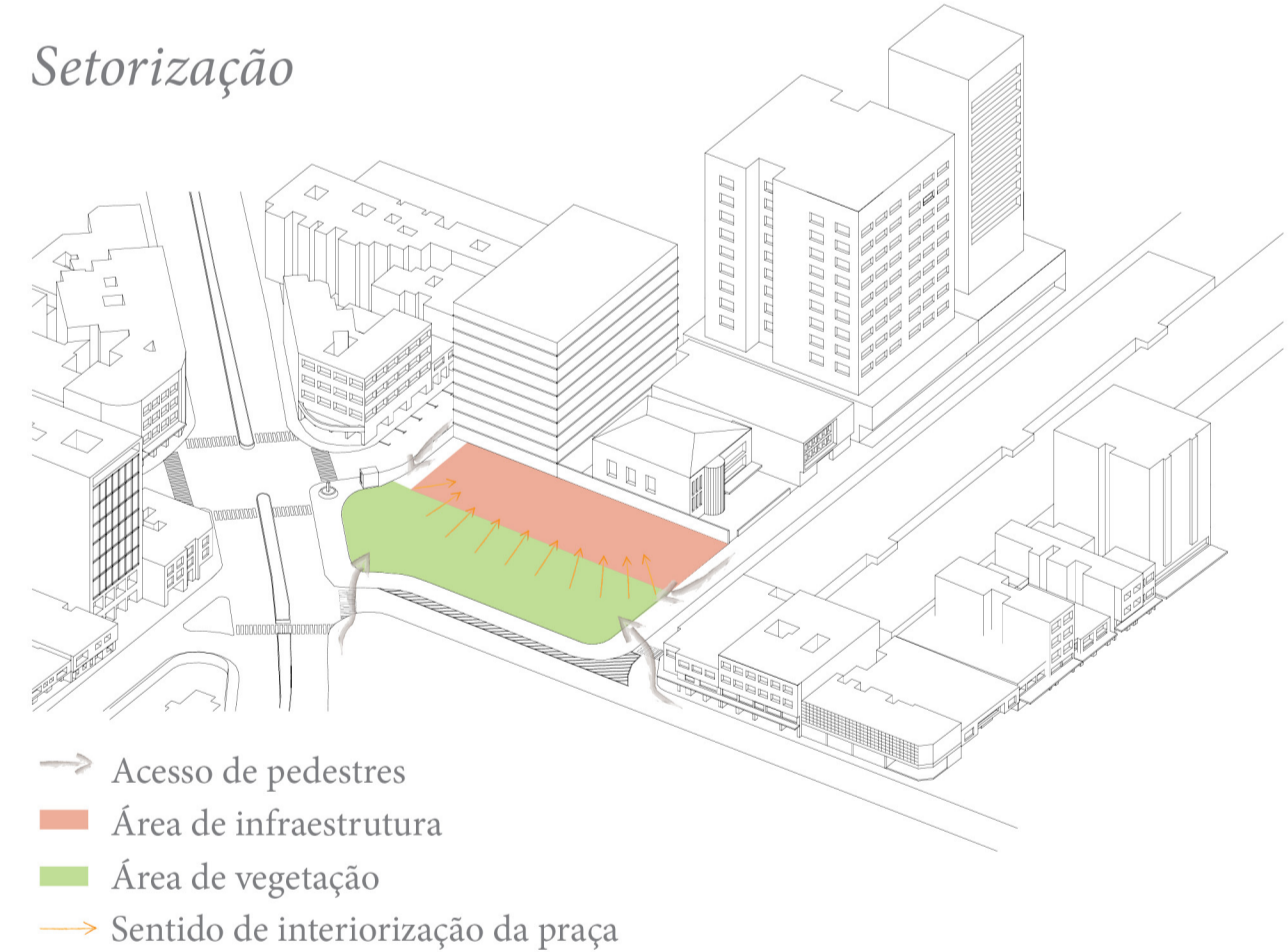 Setorização
Acesso de pedestres
Área de infraestrutura
Área de vegetação
Sentido de interiorização da praça